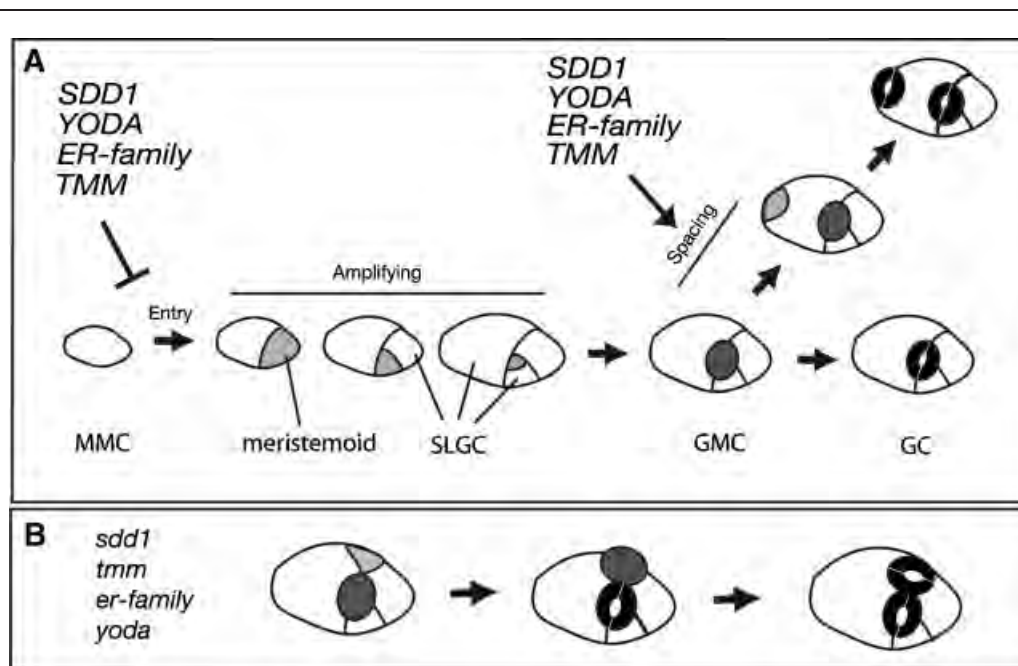 A
SDD1
YODA
ER-family
TMM
SDD1
YODA
ER-family
TMM
Spacing
Entry
Amplifying
MMC
meristemoid
SLGC
GMC
GC
B
sdd1
tmm
er-family
yoda